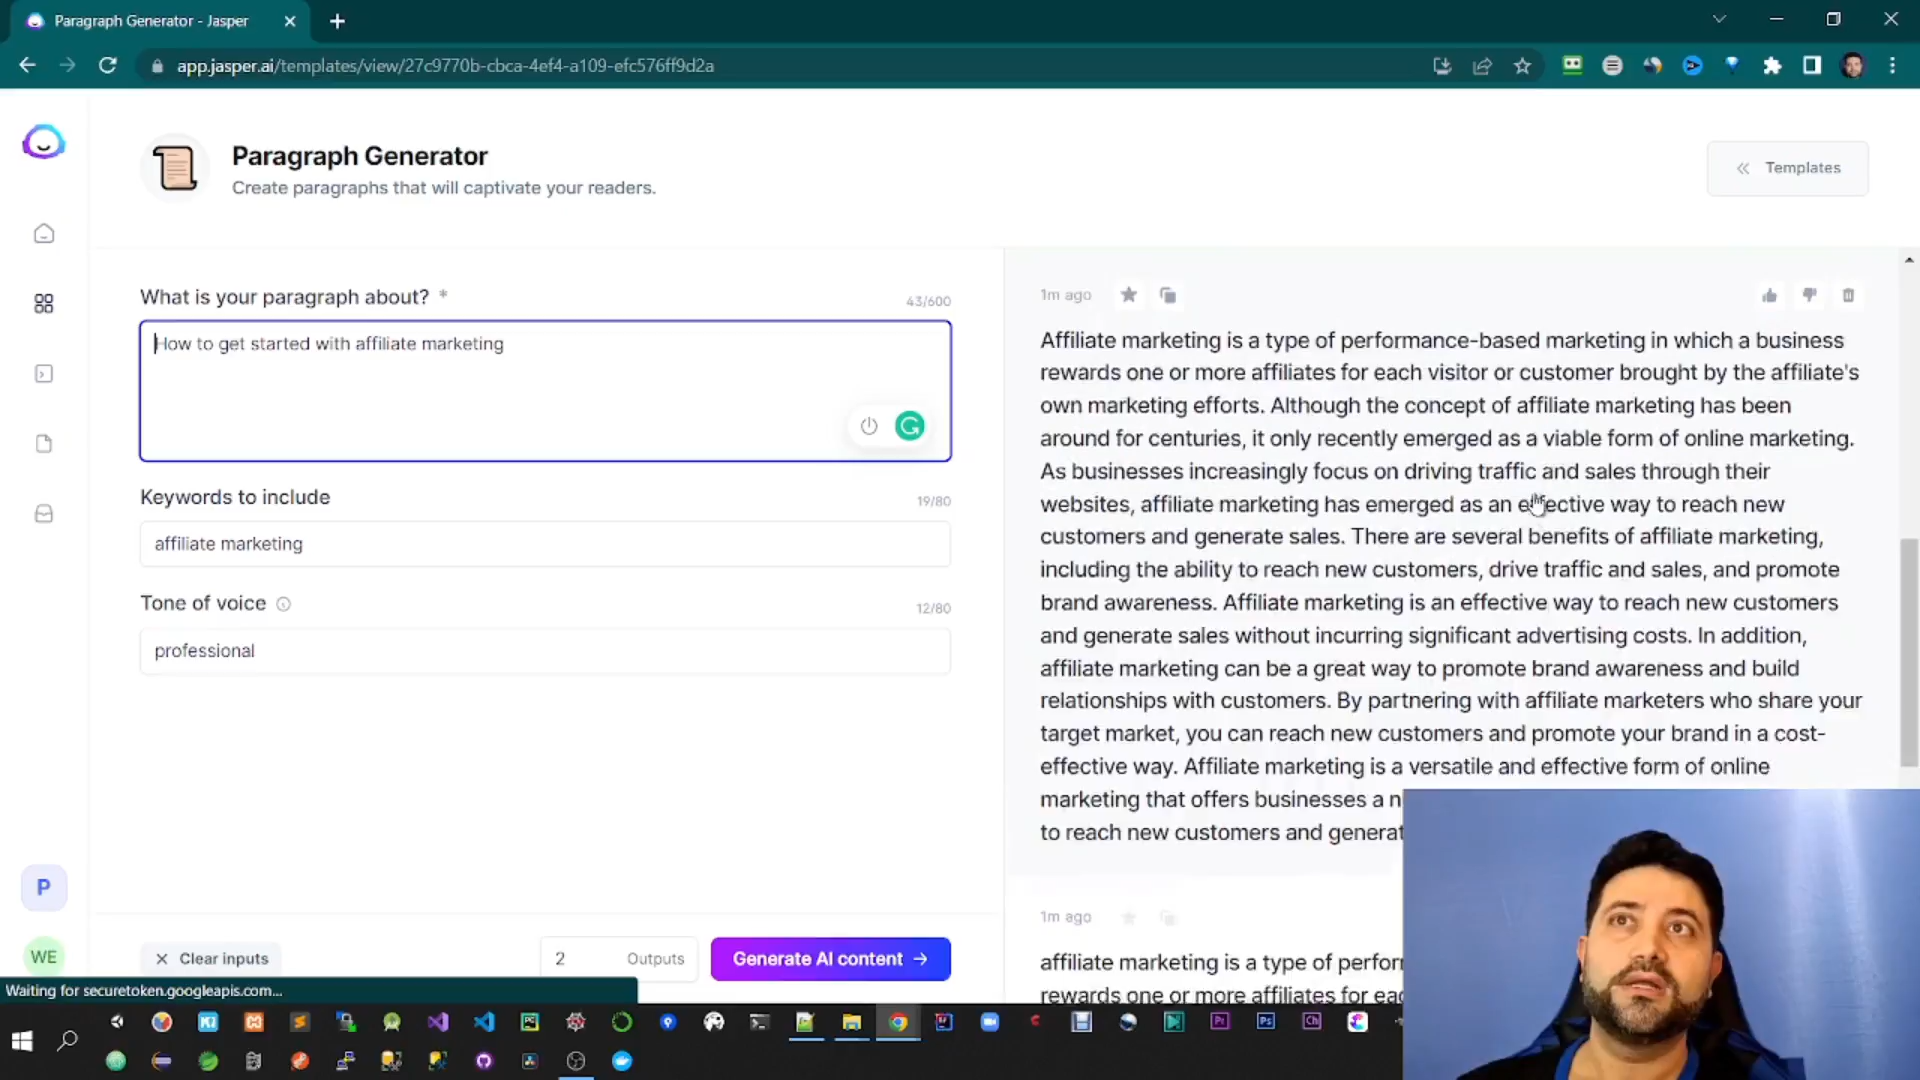 Paragraph Generator - Jasper
app.jasper.ai/templates/view/27c9770b-cbca-4ef4-a109-efc576ff9d2a
Paragraph Generator
Create paragraphs that will captivate your readers.
Templates
What is your paragraph about? *
43/600
How to get started with affiliate marketing
Keywords to include
19/80
affiliate marketing
Tone of voice
12/80
professional
P
WE
Clear inputs
2 Outputs
Generate AI content →
Waiting for securetoken.googleapis.com...
1m ago
Affiliate marketing is a type of performance-based marketing in which a business
rewards one or more affiliates for each visitor or customer brought by the affiliate's
own marketing efforts. Although the concept of affiliate marketing has been
around for centuries, it only recently emerged as a viable form of online marketing.
As businesses increasingly focus on driving traffic and sales through their
websites, affiliate marketing has emerged as an effective way to reach new
customers and generate sales. There are several benefits of affiliate marketing,
including the ability to reach new customers, drive traffic and sales, and promote
brand awareness. Affiliate marketing is an effective way to reach new customers
and generate sales without incurring significant advertising costs. In addition,
affiliate marketing can be a great way to promote brand awareness and build
relationships with customers. By partnering with affiliate marketers who share your
target market, you can reach new customers and promote your brand in a cost-
effective way. Affiliate marketing is a versatile and effective form of online
marketing that offers businesses a n
to reach new customers and generat
1m ago
affiliate marketing is a type of perfor
rewards one or more affiliates for ea